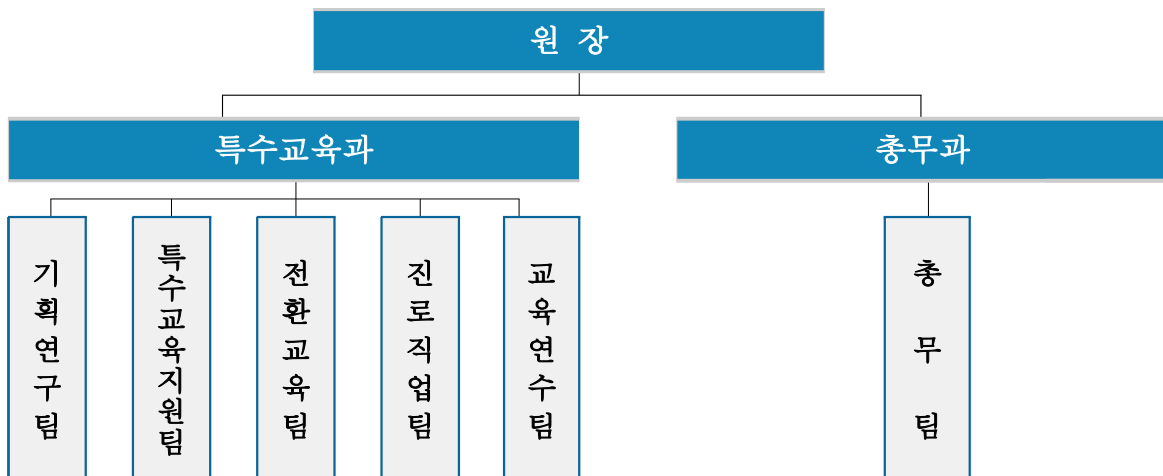 원 장
특수교육과
총무과
기획연구팀
특수교육지원팀
전환교육팀
진로직업팀
교육연수팀
총무팀